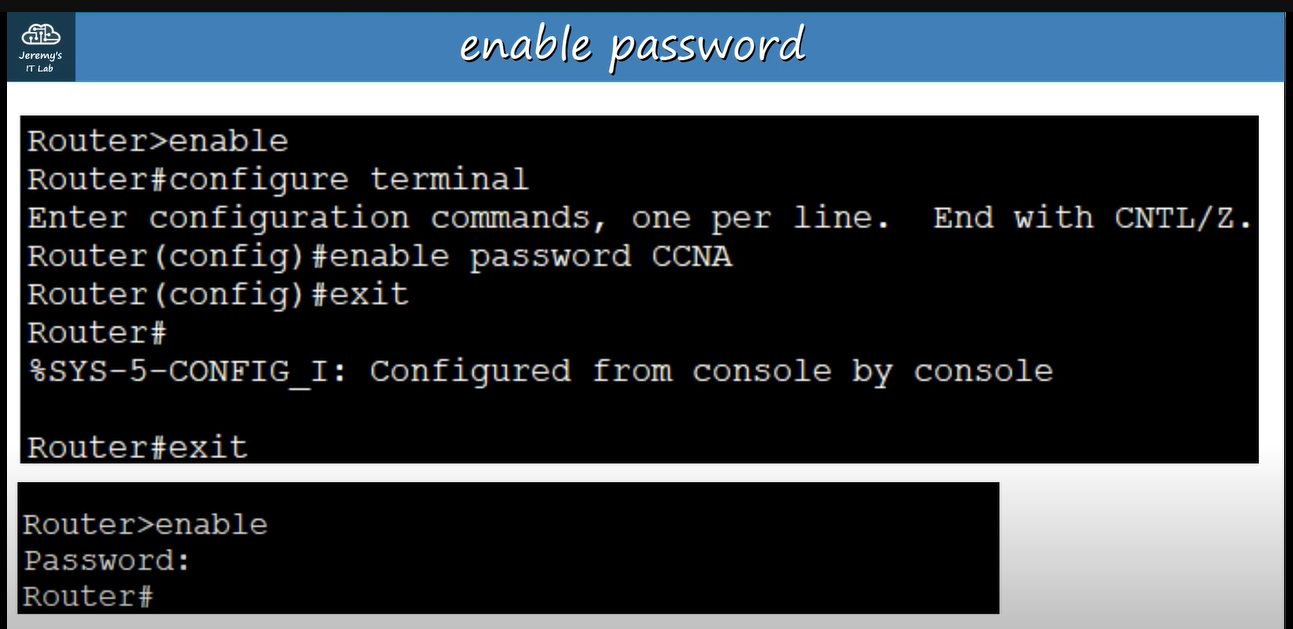 Jeremy's
IT Lab
enable password
Router>enable
Router#configure terminal
Enter configuration commands, one per line.  End with CNTL/Z.
Router(config)#enable password CCNA
Router(config)#exit
Router#
%SYS-5-CONFIG_I: Configured from console by console
Router#exit
Router>enable
Password:
Router#